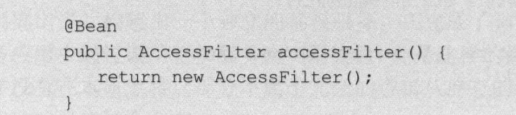 @Bean
public AccessFilter accessFilter() {
return new AccessFilter();
}